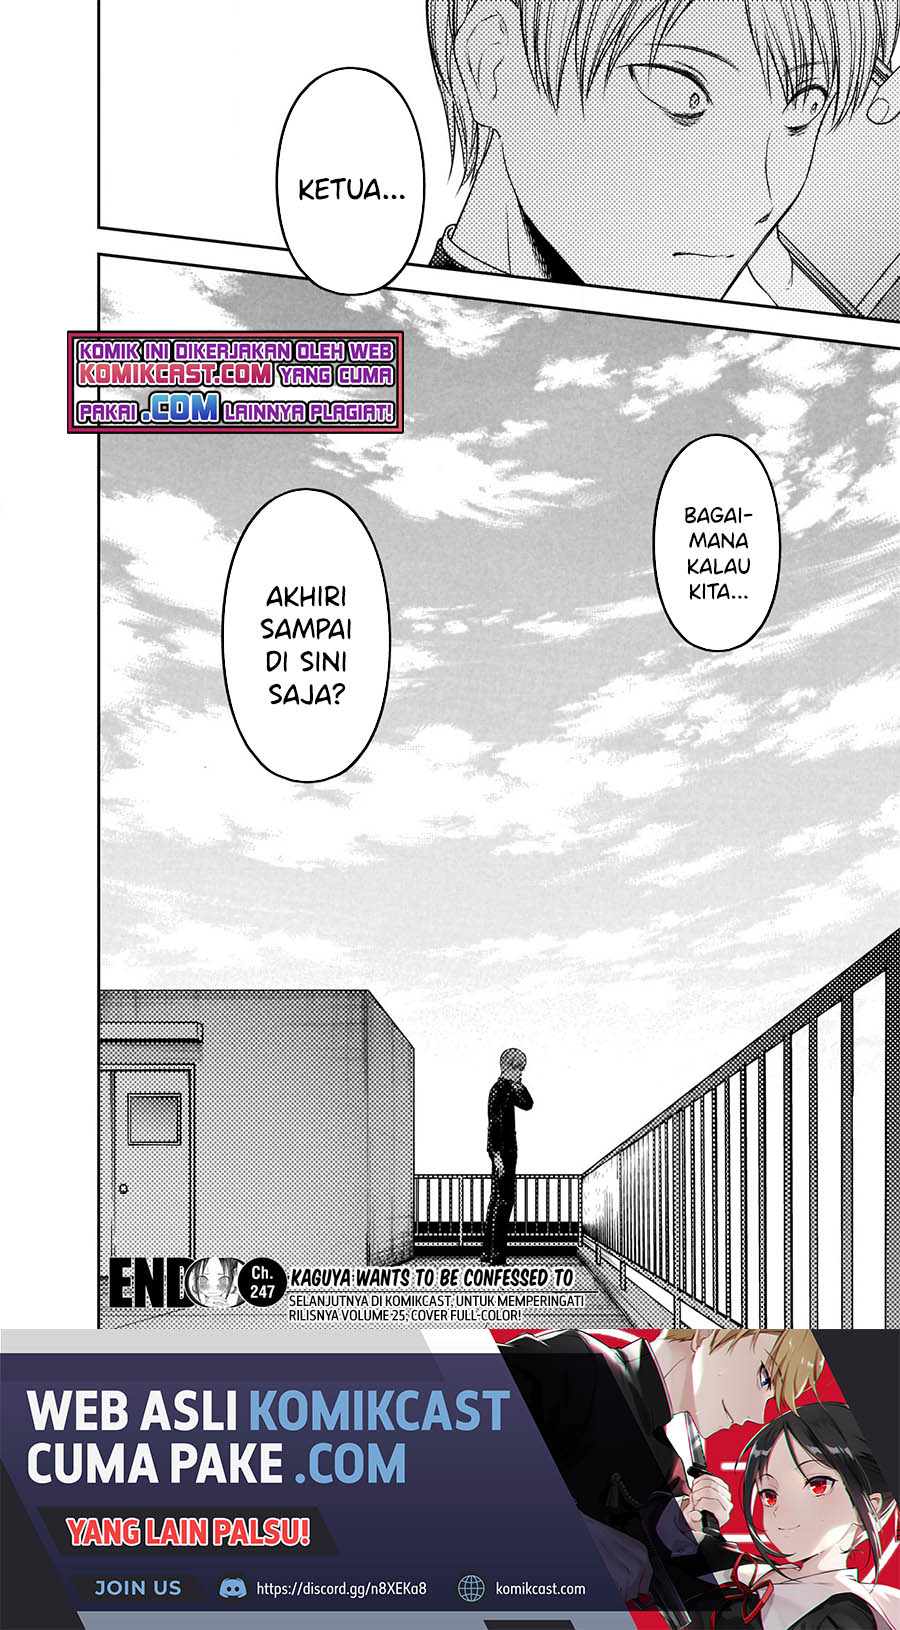 KETUA...
KOMIK INI DIKERJAKAN OLEH WEB
KOMIKCAST.COM YANG CUMA
PAKAI .COM LAINNYA PLAGIAT!
BAGAI-
MANA
KALAU
KITA...
AKHIRI
SAMPAI
DI SINI
SAJA?
END
Ch.
247
KAGUYA WANTS TO BE CONFESSED TO
SELANJUTNYA DI KOMIKCAST; UNTUK MEMPERINGATI
RILISNYA VOLUME 25, COVER FULL-COLOR!
WEB ASLI KOMIKCAST
CUMA PAKE .COM
YANG LAIN PALSU!
JOIN US
https://discord.gg/n8XEKa8
komikcast.com